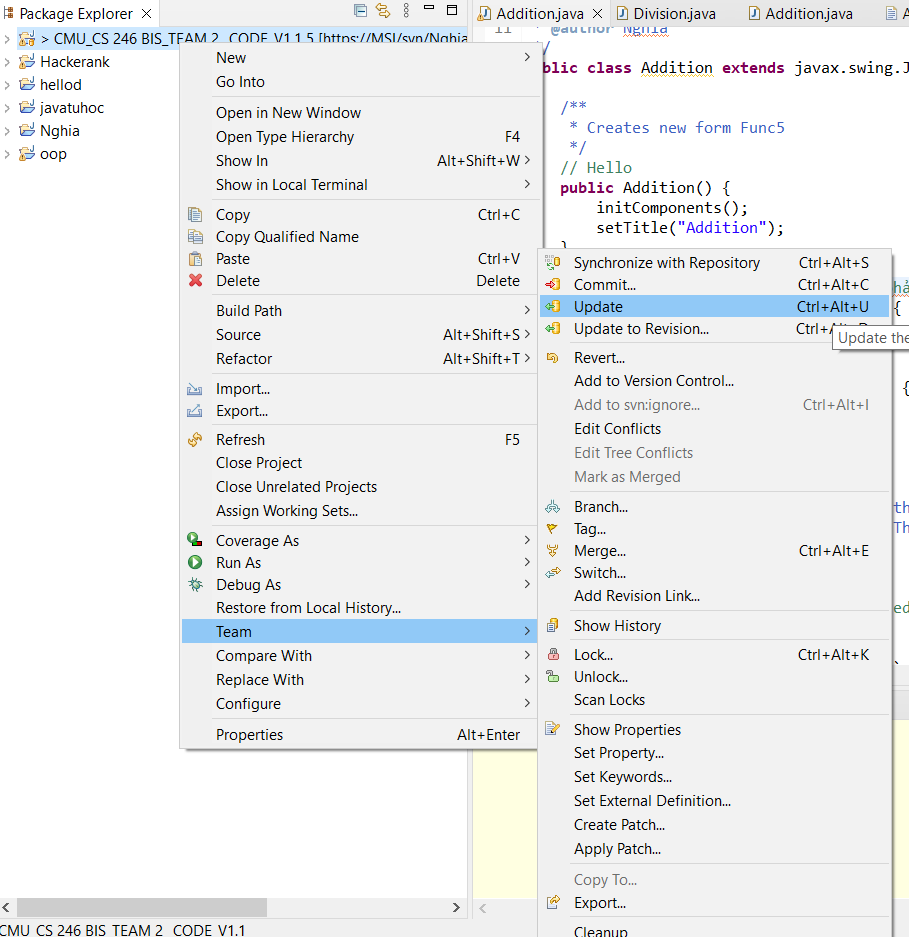 Package Explorer
> CMU_CS 246 BIS_TEAM 2_ CODE_V1.1 5 [https://MSI/svn/Nghia
Hackerank
hellod
javatuhoc
Nghia
oop
New
Go Into
Open in New Window
Open Type Hierarchy F4
Show In Alt+Shift+W
Show in Local Terminal
Copy Ctrl+C
Copy Qualified Name
Paste Ctrl+V
Delete Delete
Build Path
Source Alt+Shift+S
Refactor Alt+Shift+T
Import...
Export...
Refresh F5
Close Project
Close Unrelated Projects
Assign Working Sets...
Coverage As
Run As
Debug As
Restore from Local History...
Team
Compare With
Replace With
Configure
Properties Alt+Enter
Addition.java Division.java Addition.java
11 * @author Nghia
*/
blic class Addition extends javax.swing.J
/**
* Creates new form Func5
*/
// Hello
public Addition() {
initComponents();
setTitle("Addition");
}
Synchronize with Repository Ctrl+Alt+S
Commit... Ctrl+Alt+C
Update Ctrl+Alt+U
Update to Revision... Ctrl+Alt+D
Update the
Revert...
Add to Version Control...
Add to svn:ignore... Ctrl+Alt+I
Edit Conflicts
Edit Tree Conflicts
Mark as Merged
Branch...
Tag...
Merge... Ctrl+Alt+E
Switch...
Add Revision Link...
Show History
Lock... Ctrl+Alt+K
Unlock...
Scan Locks
Show Properties
Set Property...
Set Keywords...
Set External Definition...
Create Patch...
Apply Patch...
Copy To...
Export...
Cleanup
hả
{
{
th
Th
ed
CMU_CS 246 BIS_TEAM 2_ CODE_V1.1